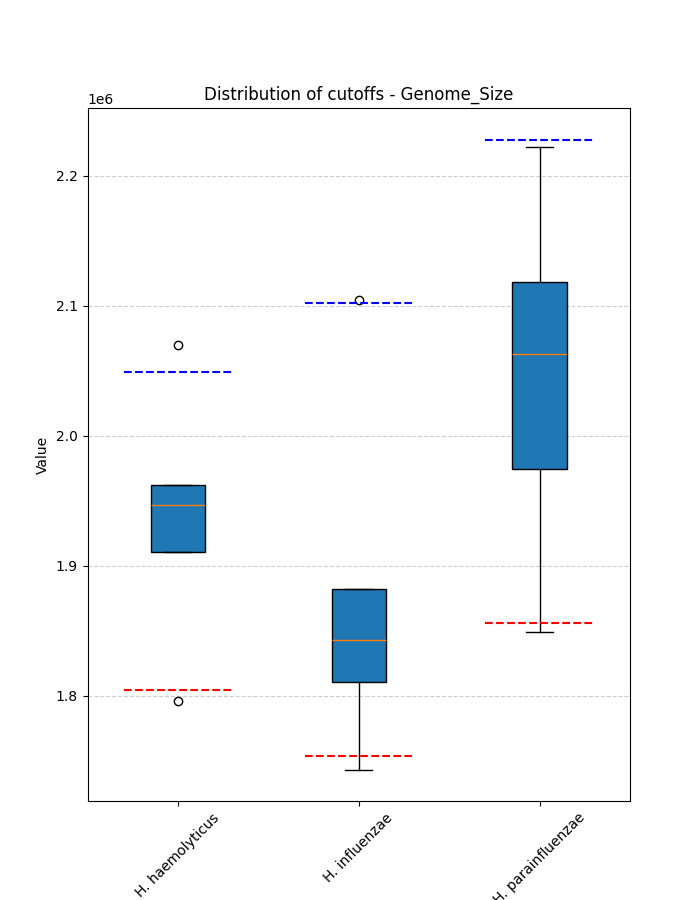 Distribution of cutoffs - Genome_Size
1e6
2.2
2.1
2.0
1.9
1.8
Value
H. haemolyticus
H. influenzae
H. parainfluenzae